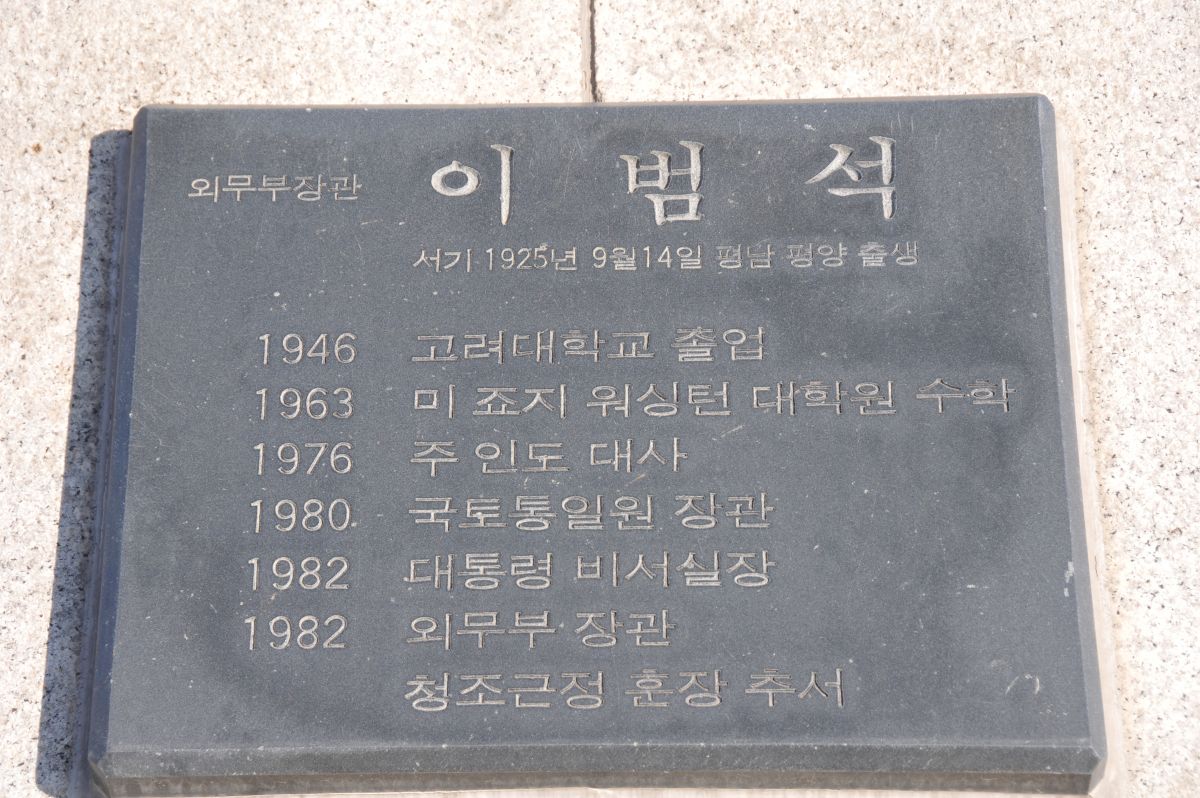 외무부장관 이 범 석
서기 1925년 9월14일 평남 평양 출생
1946 고려대학교 졸업
1963 미 죠지 워싱턴 대학원 수학
1976 주 인도 대사
1980 국토통일원 장관
1982 대통령 비서실장
1982 외무부 장관
청조근정 훈장 추서